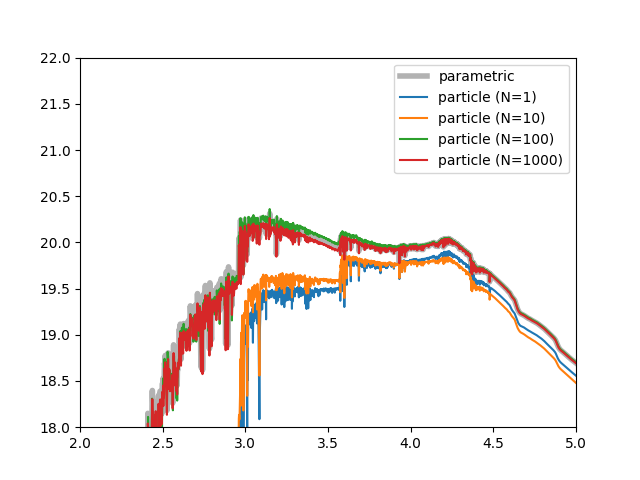 22.0
21.5
21.0
20.5
20.0
19.5
19.0
18.5
18.0
2.0 2.5 3.0 3.5 4.0 4.5 5.0
parametric
particle (N=1)
particle (N=10)
particle (N=100)
particle (N=1000)